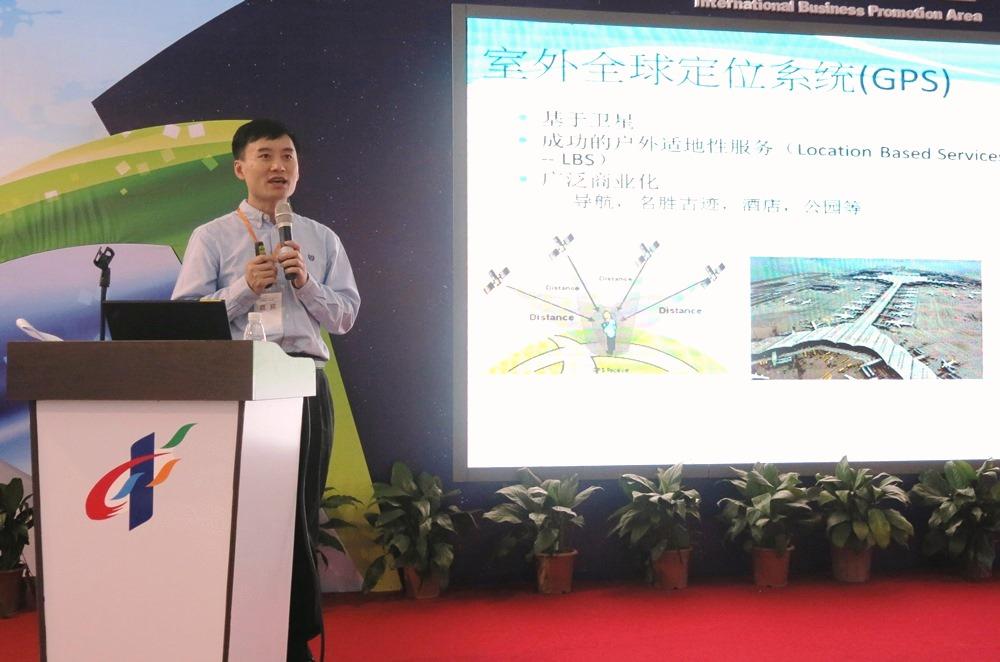 International Business Promotion Area
室外全球定位系统(GPS)
• 基于卫星
• 成功的户外适地性服务（Location Based Services
-- LBS）
• 广泛商业化
导航，名胜古迹，酒店，公园等
Distance
Distance
Distance
Distance
GPS Receiver